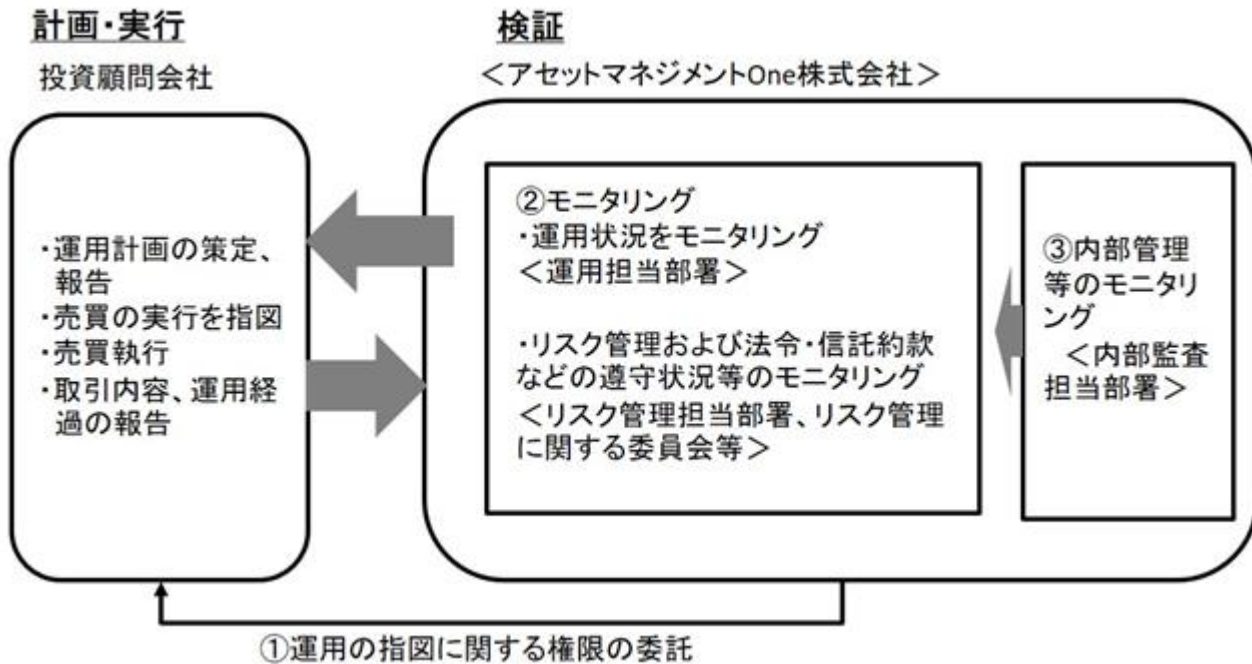 計画・実行
投資顧問会社
・運用計画の策定、
報告
・売買の実行を指図
・売買執行
・取引内容、運用経
過の報告
検証
＜アセットマネジメントOne株式会社＞
②モニタリング
・運用状況をモニタリング
＜運用担当部署＞
・リスク管理および法令・信託約款
などの遵守状況等のモニタリング
＜リスク管理担当部署、リスク管理
に関する委員会等＞
③内部管理
等のモニタリ
ング
＜内部監査
担当部署＞
①運用の指図に関する権限の委託